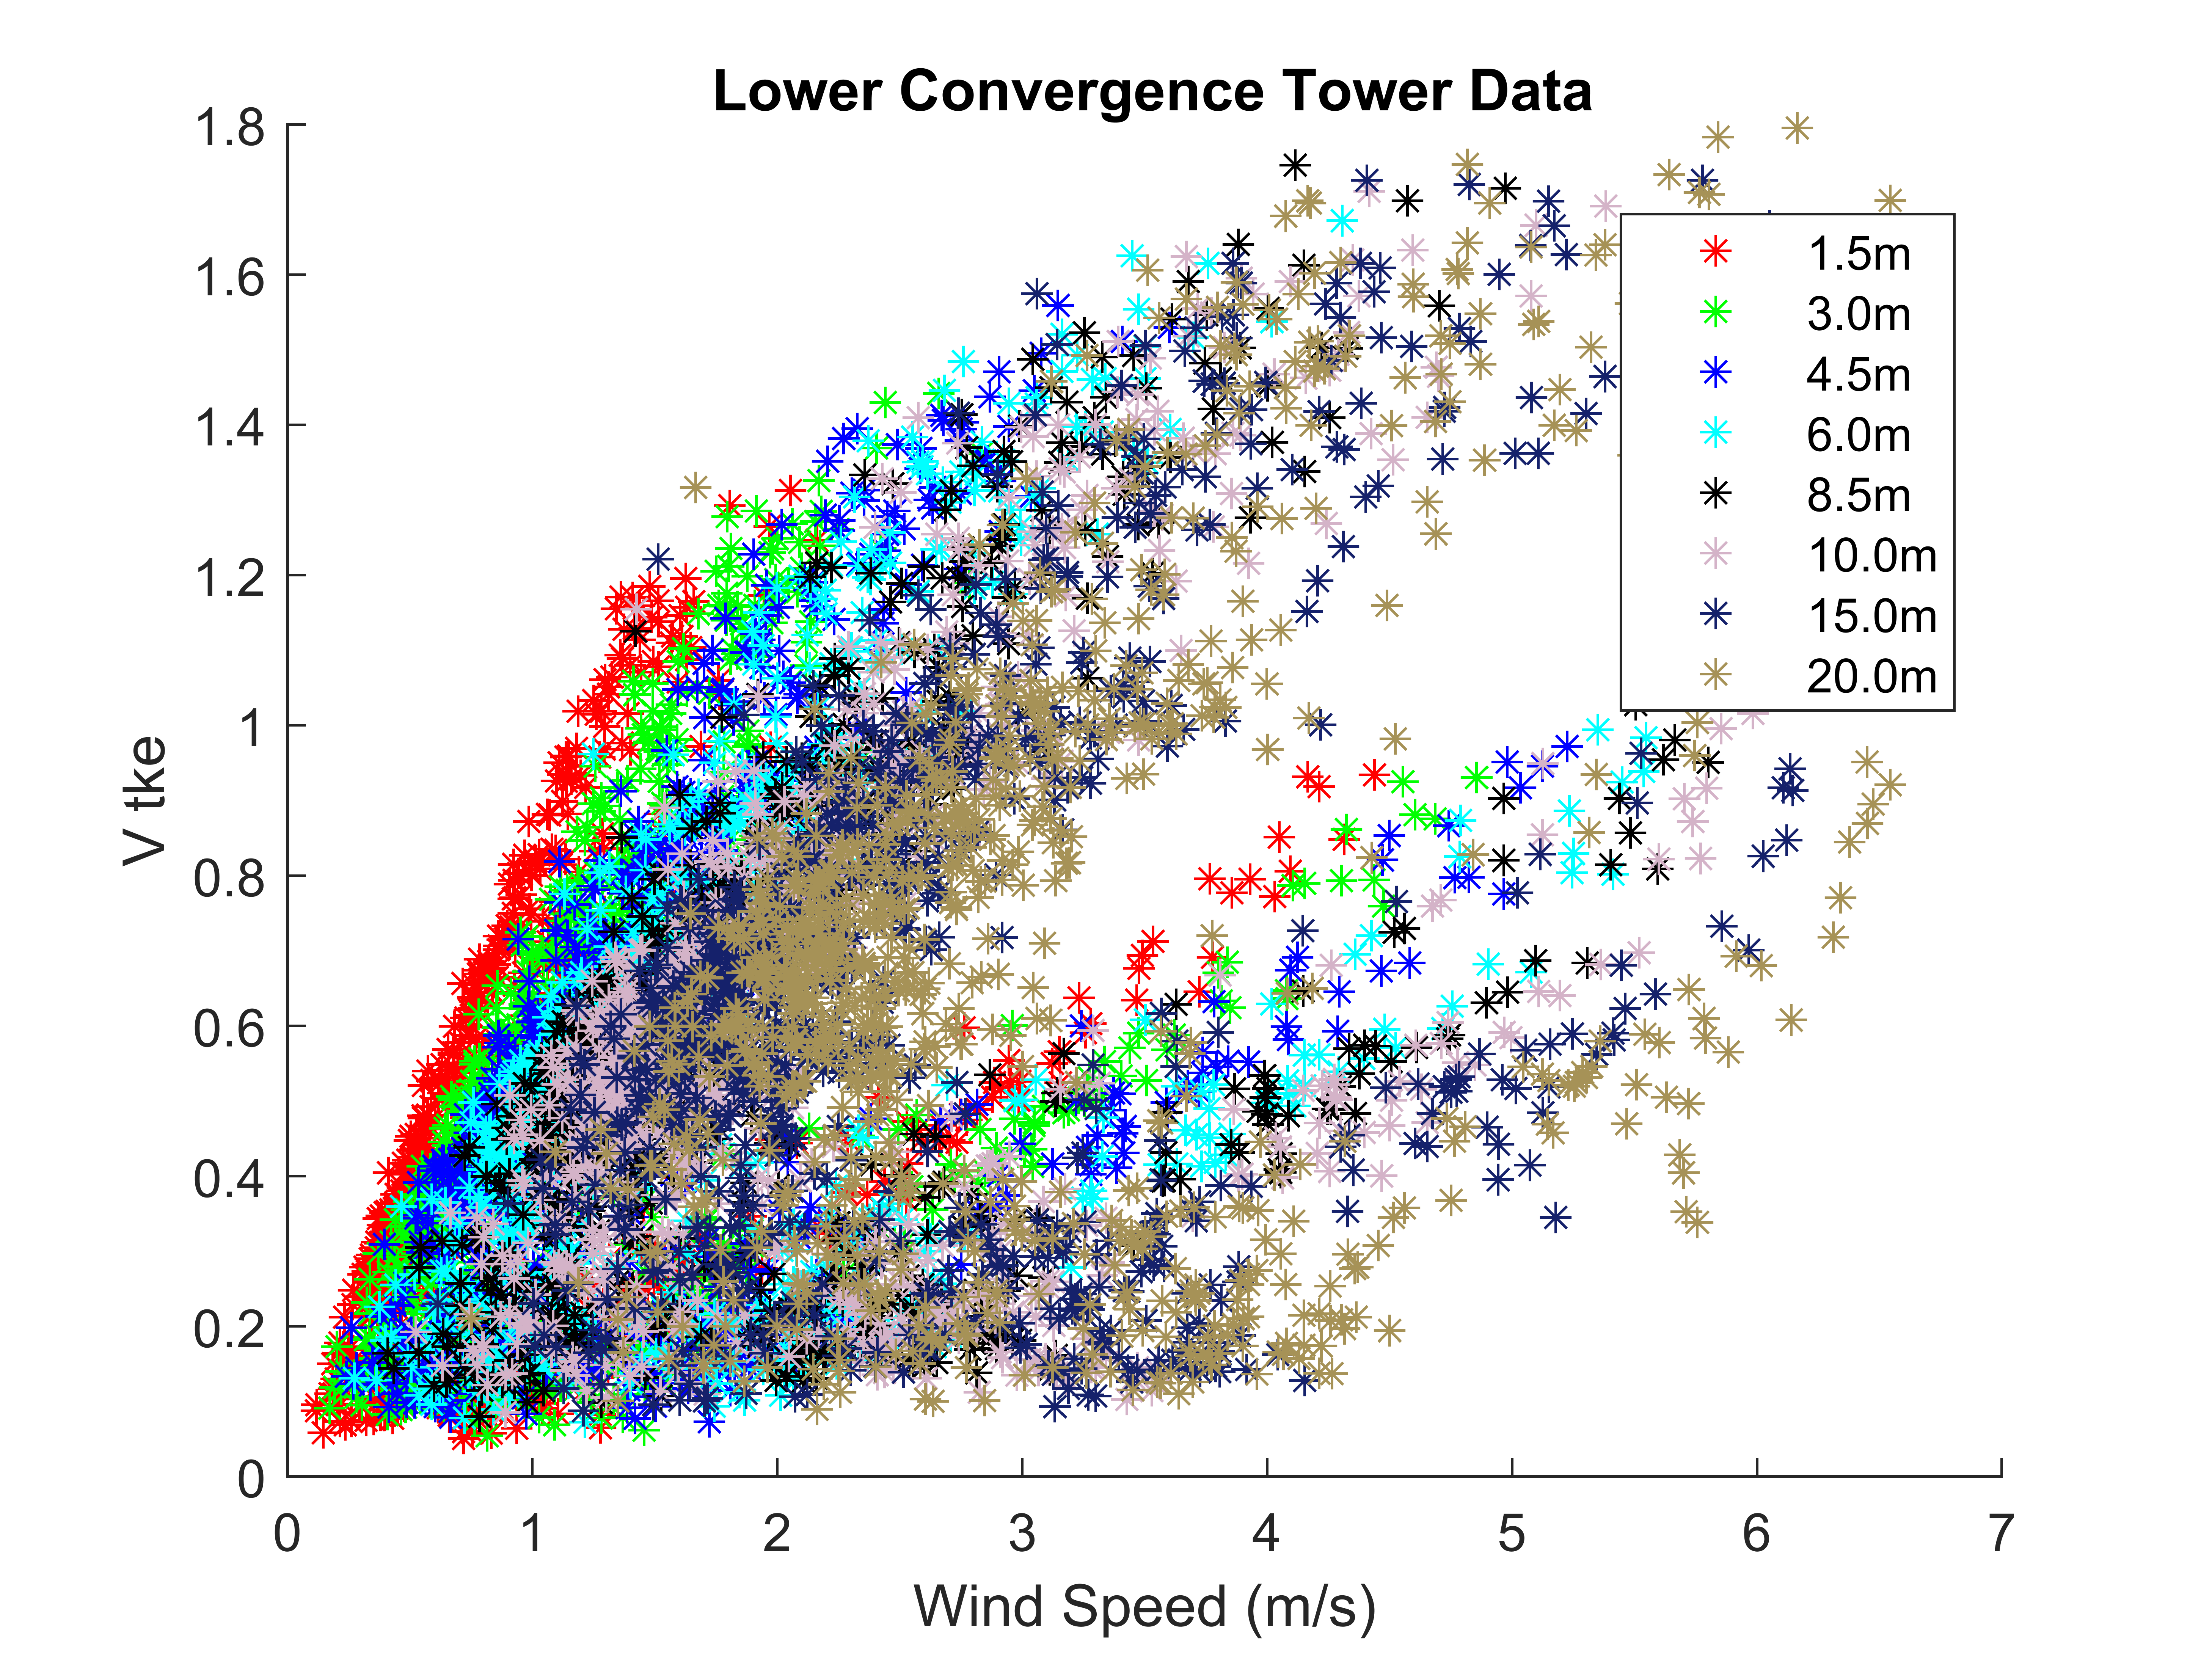 Lower Convergence Tower Data
1.8
1.6
1.4
1.2
1
0.8
0.6
0.4
0.2
0
V tke
1.5m
3.0m
4.5m
6.0m
8.5m
10.0m
15.0m
20.0m
0 1 2 3 4 5 6 7
Wind Speed (m/s)